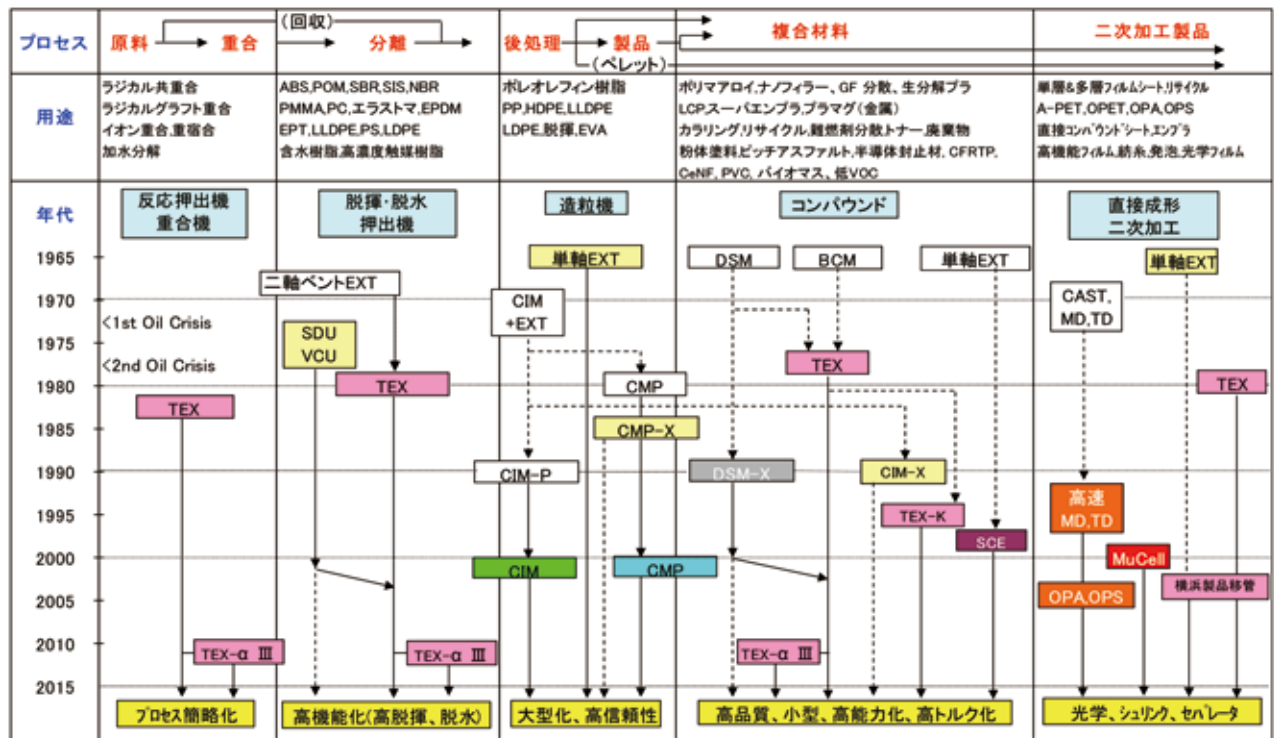 プロセス
原料
重合
(回収)
分離
後処理
製品
(ペレット)
複合材料
二次加工製品
用途
ラジカル共重合
ラジカルグラフト重合
イオン重合,重宿合
加水分解
ABS,POM,SBR,SIS,NBR
PMMA,PC,エラストマ,EPDM
EPT,LLDPE,PS,LDPE
含水樹脂,高濃度触媒樹脂
ポレオレフィン樹脂
PP,HDPE,LLDPE
LDPE,脱揮,EVA
ポリマアロイ,ナノフィラー、GF 分散、生分解プラ
LCP,スーパエンプラ,プラマグ(金属)
カラリング,リサイクル,難燃剤分散トナー,廃棄物
粉体塗料,ピッチアスファルト,半導体封止材, CFRTP,
CeNF, PVC, バイオマス、低VOC
単層&多層フィルムシート,リサイクル
A-PET,OPET,OPA,OPS
直接コンパウンドシート,エンプラ
高機能フィルム,紡糸,発泡,光学フィルム
年代
反応押出機
重合機
脱揮・脱水
押出機
造粒機
コンパウンド
直接成形
二次加工
1965
単軸EXT
DSM
BCM
単軸EXT
単軸EXT
二軸ベントEXT
1970
CIM
+EXT
CAST,
MD,TD
<1st Oil Crisis
SDU
VCU
1975
<2nd Oil Crisis
TEX
1980
TEX
CMP
TEX
TEX
1985
CMP-X
1990
CIM-P
DSM-X
CIM-X
1995
TEX-K
高速
MD,TD
SCE
2000
CIM
CMP
MuCell
2005
OPA,OPS
横浜製品移管
2010
TEX-α Ⅲ
TEX-α Ⅲ
TEX-α Ⅲ
2015
プロセス簡略化
高機能化(高脱揮、脱水)
大型化、高信頼性
高品質、小型、高能力化、高トルク化
光学、シュリンク、セパレータ